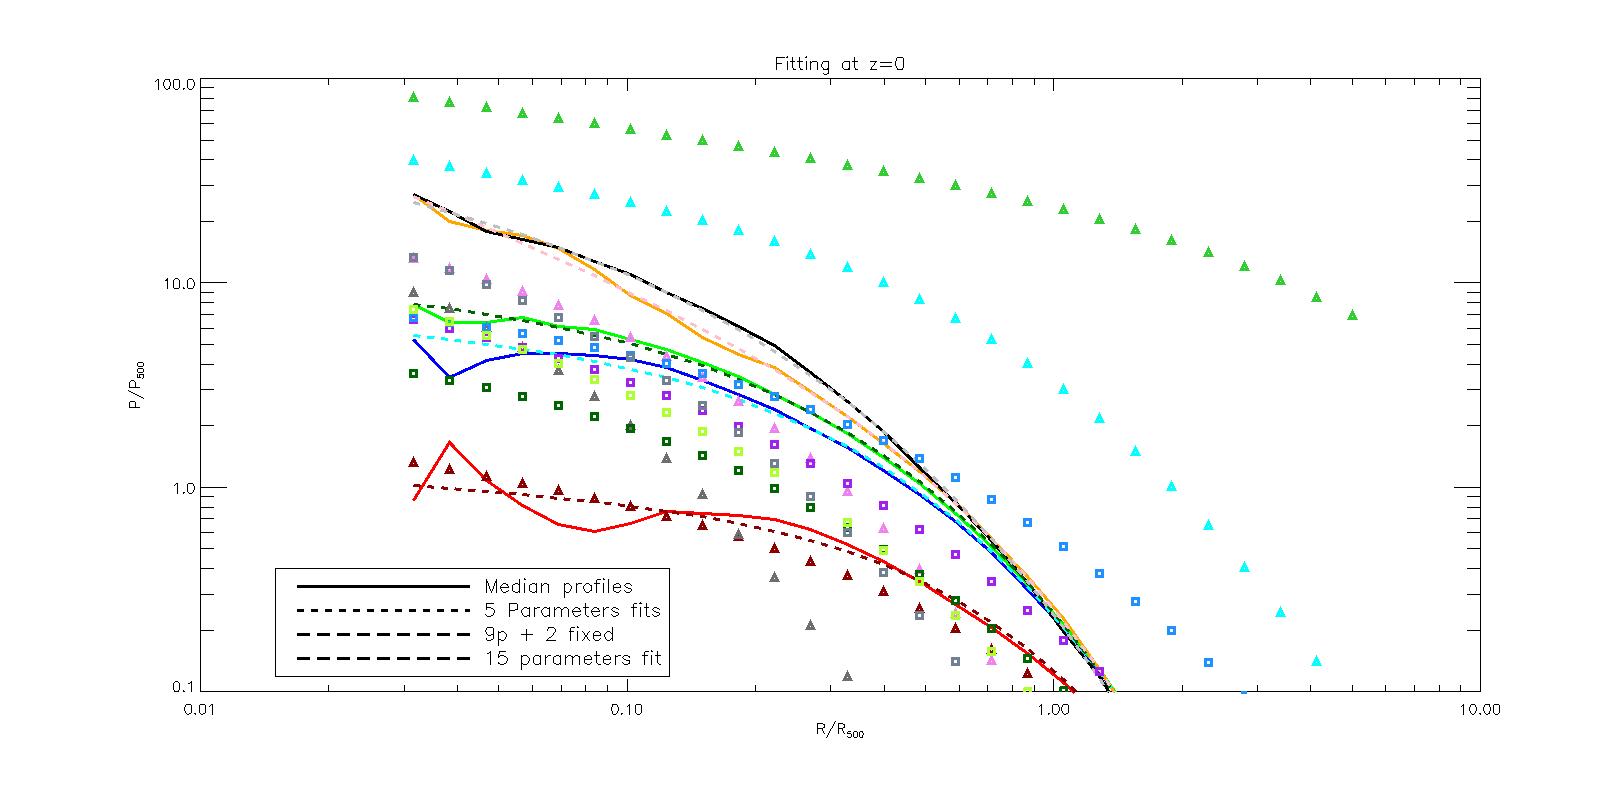 Fitting at z=0
100.0
10.0
1.0
0.1
P/P500
0.01
0.10
1.00
10.00
R/R500
Median profiles
5 Parameters fits
9p + 2 fixed
15 parameters fit